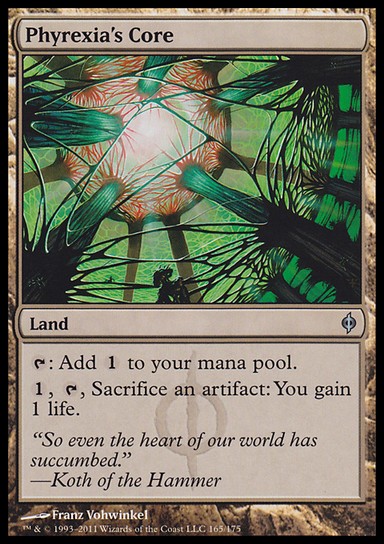 Phyrexia's Core
Land
: Add 1 to your mana pool.
1, , Sacrifice an artifact: You gain
1 life.
“So even the heart of our world has
succumbed.”
—Koth of the Hammer
Franz Vohwinkel
™ & © 1993–2011 Wizards of the Coast LLC 165/175